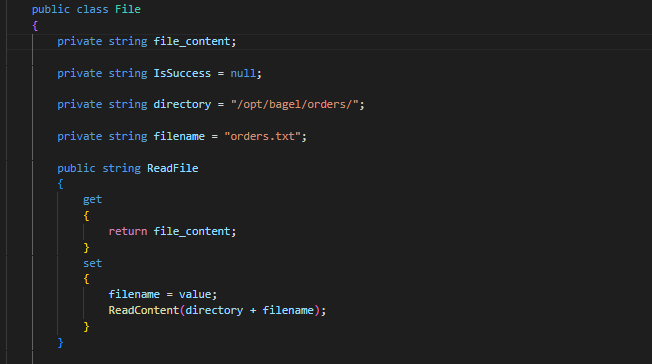 public class File
{
private string file_content;
private string IsSuccess = null;
private string directory = "/opt/bagel/orders/";
private string filename = "orders.txt";
public string ReadFile
{
get
{
return file_content;
}
set
{
filename = value;
ReadContent(directory + filename);
}
}